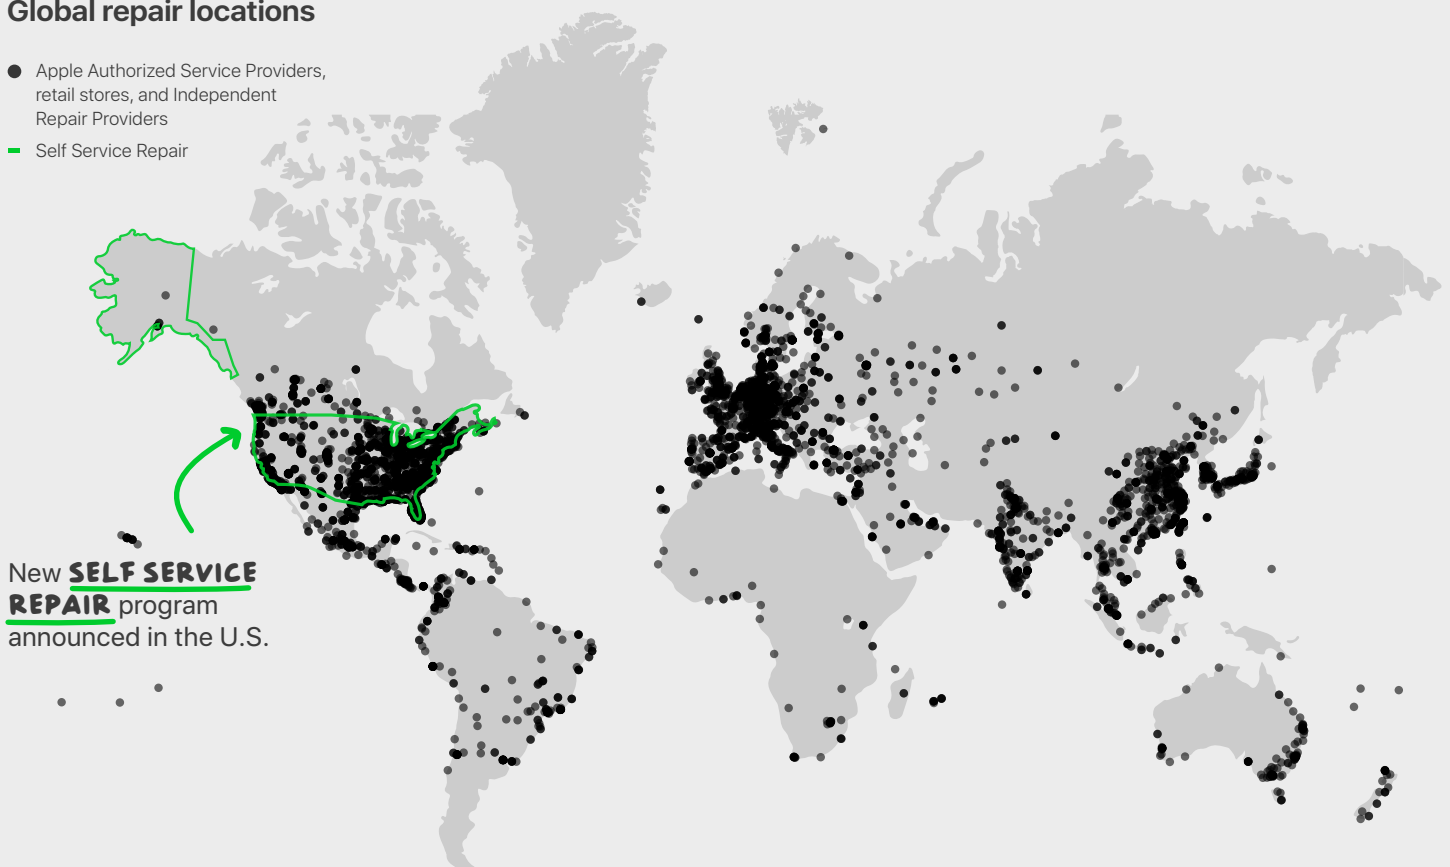 Global repair locations
Apple Authorized Service Providers,
retail stores, and Independent
Repair Providers
Self Service Repair
New SELF SERVICE
REPAIR program
announced in the U.S.